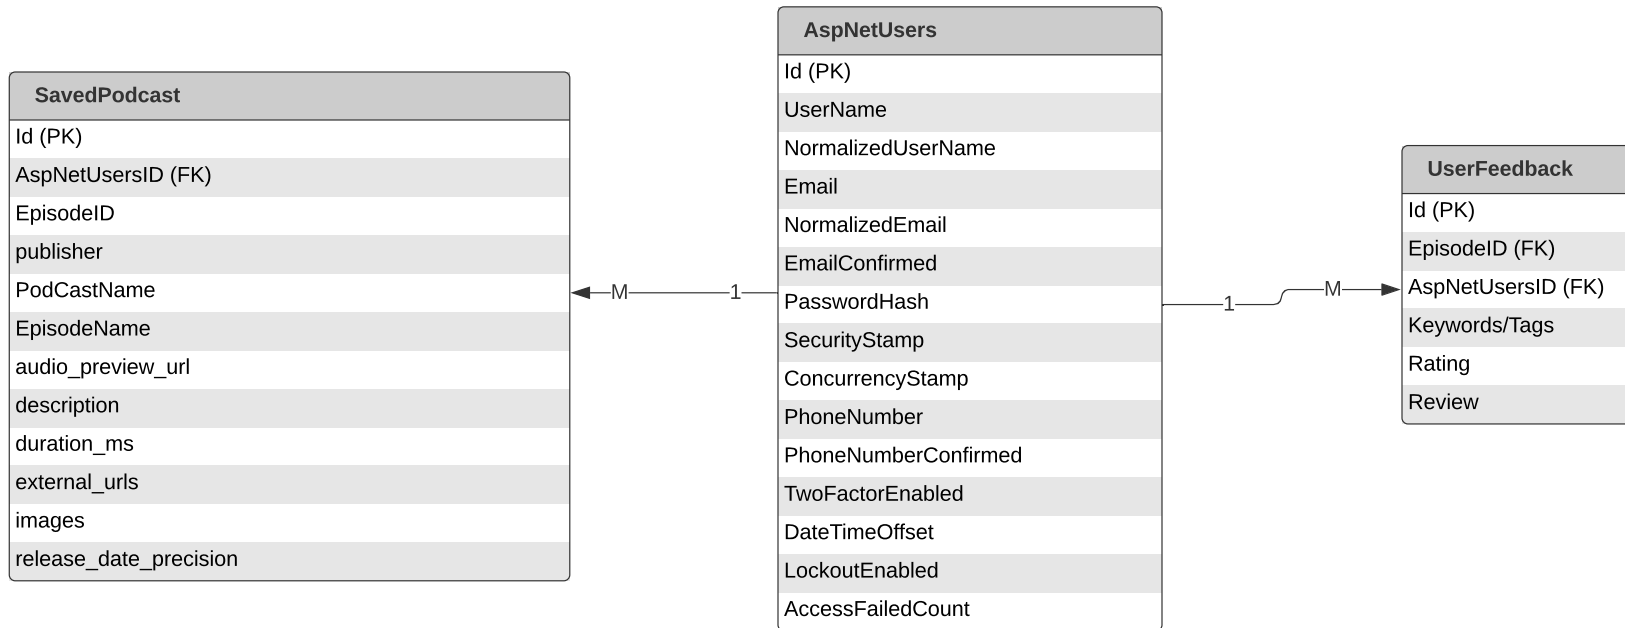 SavedPodcast
Id (PK)
AspNetUsersID (FK)
EpisodeID
publisher
PodCastName
EpisodeName
audio_preview_url
description
duration_ms
external_urls
images
release_date_precision
M
1
AspNetUsers
Id (PK)
UserName
NormalizedUserName
Email
NormalizedEmail
EmailConfirmed
PasswordHash
SecurityStamp
ConcurrencyStamp
PhoneNumber
PhoneNumberConfirmed
TwoFactorEnabled
DateTimeOffset
LockoutEnabled
AccessFailedCount
1
M
UserFeedback
Id (PK)
EpisodeID (FK)
AspNetUsersID (FK)
Keywords/Tags
Rating
Review